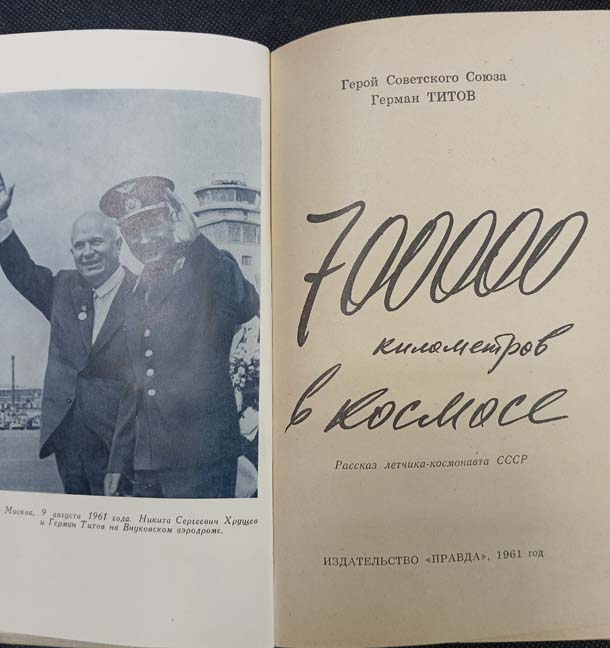 Москва, 9 августа 1961 года. Никита Сергеевич Хрущев
и Герман Титов на Внуковском аэродроме.
Герой Советского Союза
Герман ТИТОВ
700000
километров
в космосе
Рассказ летчика-космонавта СССР
ИЗДАТЕЛЬСТВО «ПРАВДА», 1961 год